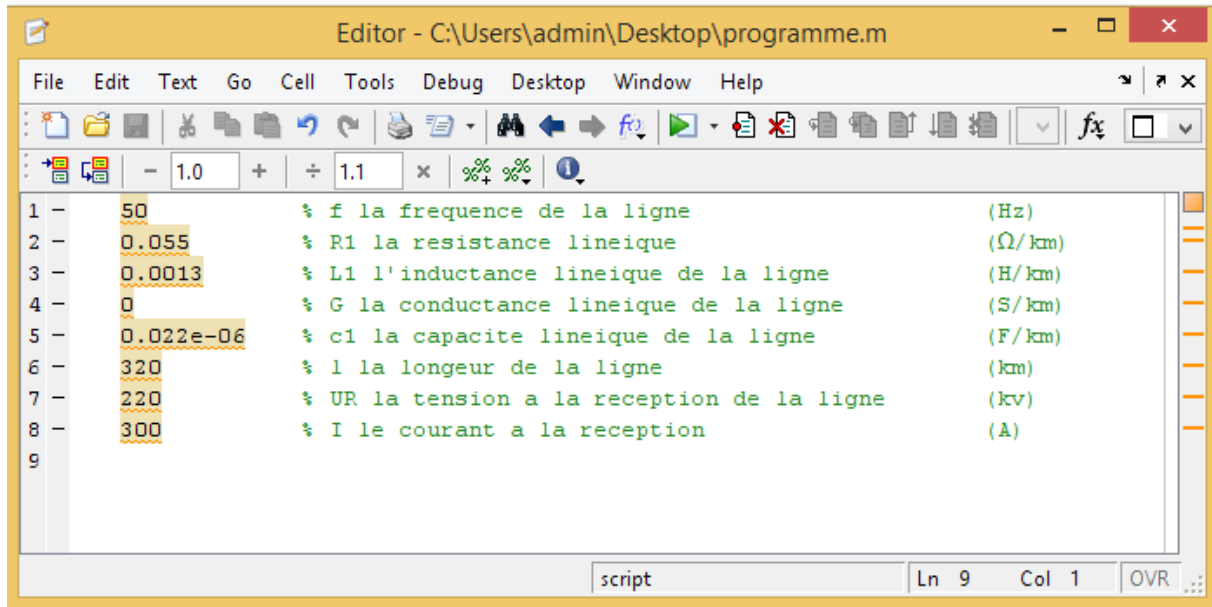 Editor - C:\Users\admin\Desktop\programme.m
File Edit Text Go Cell Tools Debug Desktop Window Help
- 1.0 + ÷ 1.1 ×
1 - 50 % f la frequence de la ligne (Hz)
2 - 0.055 % R1 la resistance lineique (Ω/km)
3 - 0.0013 % L1 l'inductance lineique de la ligne (H/km)
4 - 0 % G la conductance lineique de la ligne (S/km)
5 - 0.022e-06 % c1 la capacite lineique de la ligne (F/km)
6 - 320 % l la longeur de la ligne (km)
7 - 220 % UR la tension a la reception de la ligne (kv)
8 - 300 % I le courant a la reception (A)
9
script Ln 9 Col 1 OVR